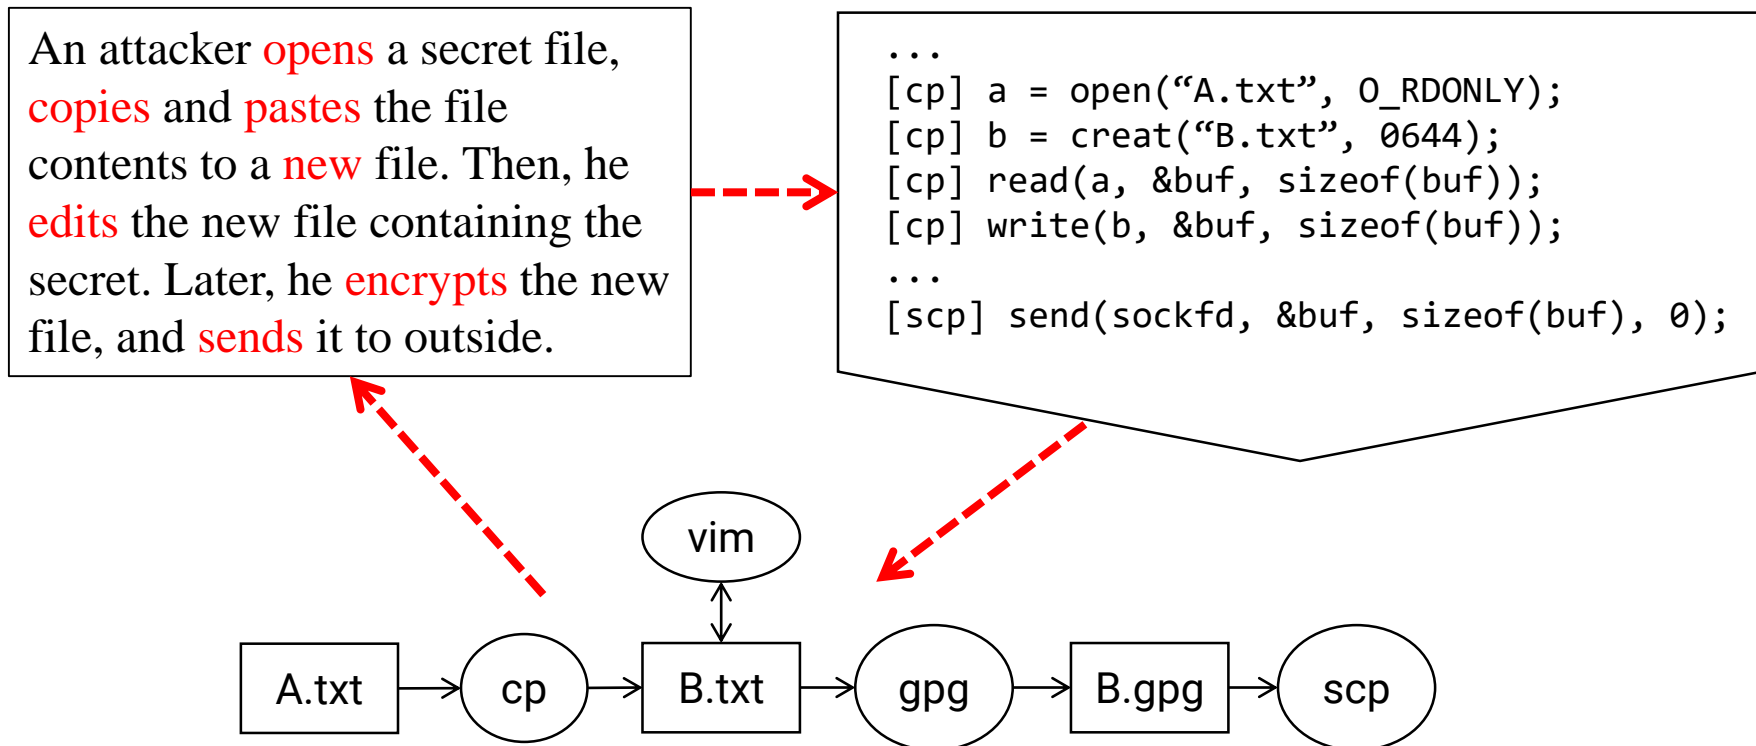 An attacker opens a secret file,
copies and pastes the file
contents to a new file. Then, he
edits the new file containing the
secret. Later, he encrypts the new
file, and sends it to outside.
...
[cp] a = open(“A.txt”, O_RDONLY);
[cp] b = creat(“B.txt”, 0644);
[cp] read(a, &buf, sizeof(buf));
[cp] write(b, &buf, sizeof(buf));
...
[scp] send(sockfd, &buf, sizeof(buf), 0);
vim
A.txt
cp
B.txt
gpg
B.gpg
scp